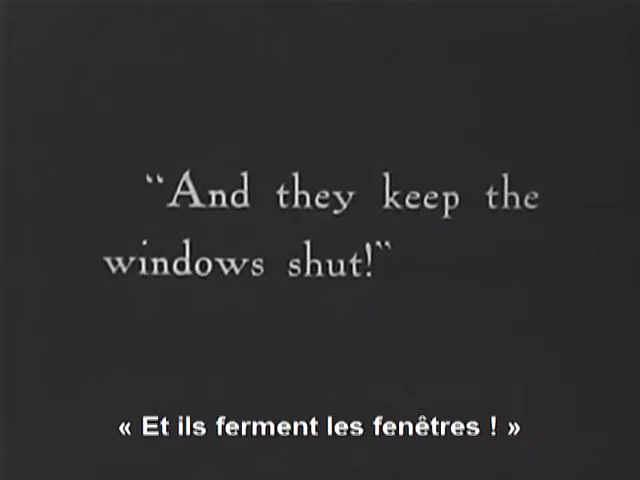 “And they keep the
windows shut!”
« Et ils ferment les fenêtres ! »